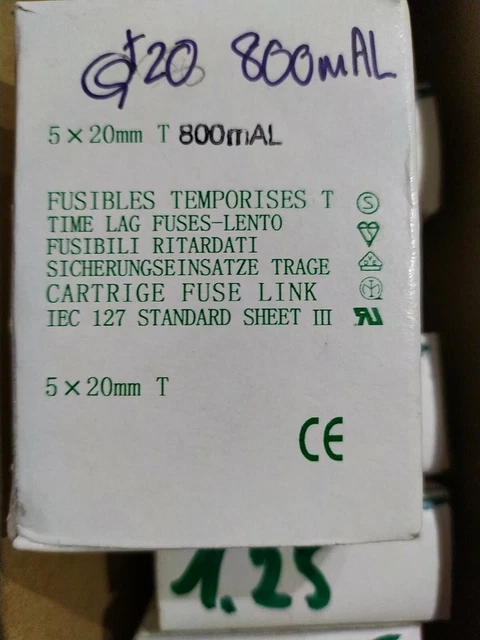 20 800mAL
5×20mm T 800mAL
FUSIBLES TEMPORISES T
TIME LAG FUSES-LENTO
FUSIBILI RITARDATI
SICHERUNGSEINSATZE TRAGE
CARTRIGE FUSE LINK
IEC 127 STANDARD SHEET III
5×20mm T
CE
1.25